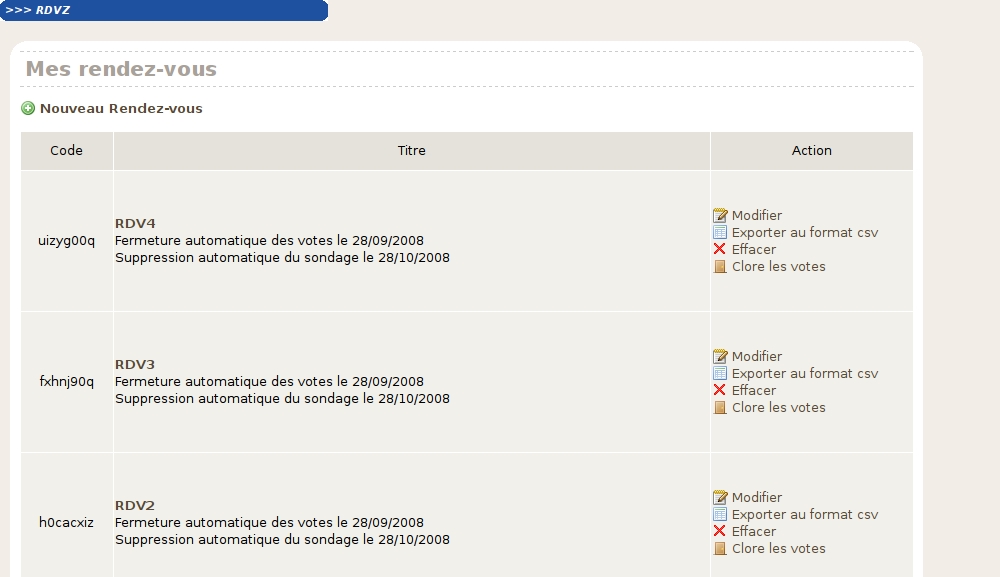 >>> RDVZ
Mes rendez-vous
Nouveau Rendez-vous
Code Titre Action
uizyg00q
RDV4
Fermeture automatique des votes le 28/09/2008
Suppression automatique du sondage le 28/10/2008
Modifier
Exporter au format csv
Effacer
Clore les votes
fxhnj90q
RDV3
Fermeture automatique des votes le 28/09/2008
Suppression automatique du sondage le 28/10/2008
Modifier
Exporter au format csv
Effacer
Clore les votes
h0cacxiz
RDV2
Fermeture automatique des votes le 28/09/2008
Suppression automatique du sondage le 28/10/2008
Modifier
Exporter au format csv
Effacer
Clore les votes